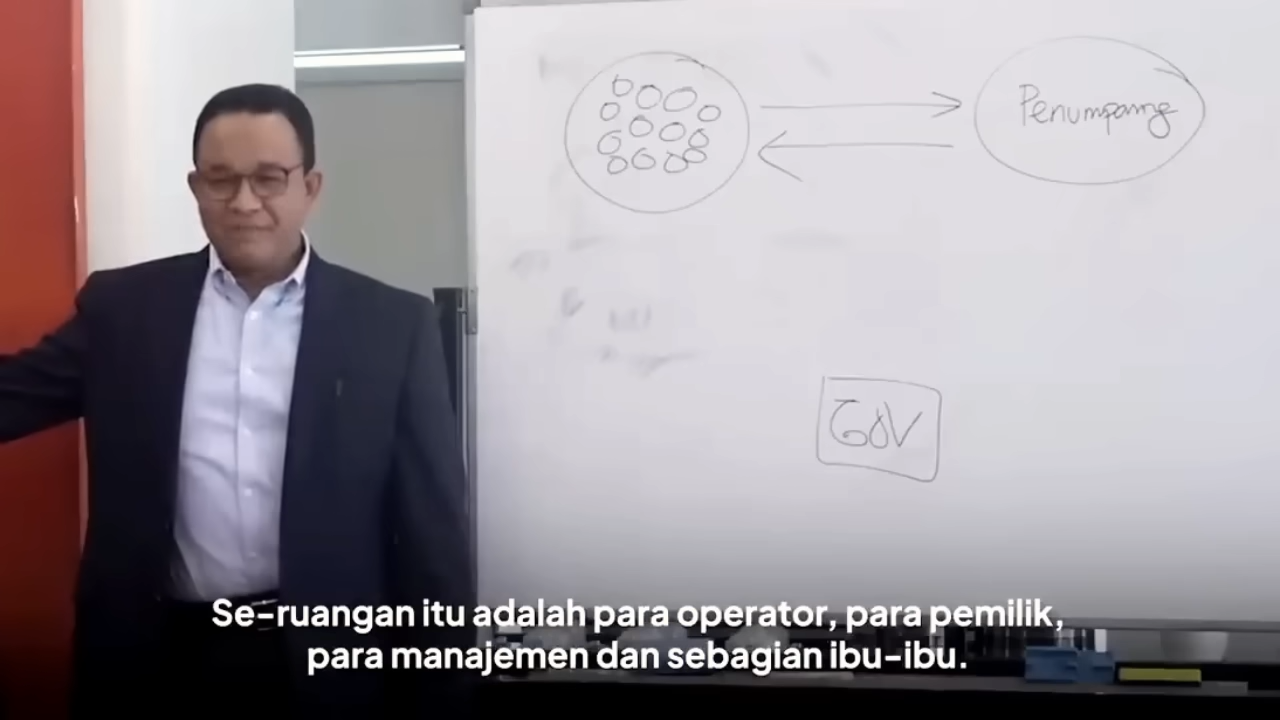 Penumpang
GOV
Se-ruangan itu adalah para operator, para pemilik,
para manajemen dan sebagian ibu-ibu.